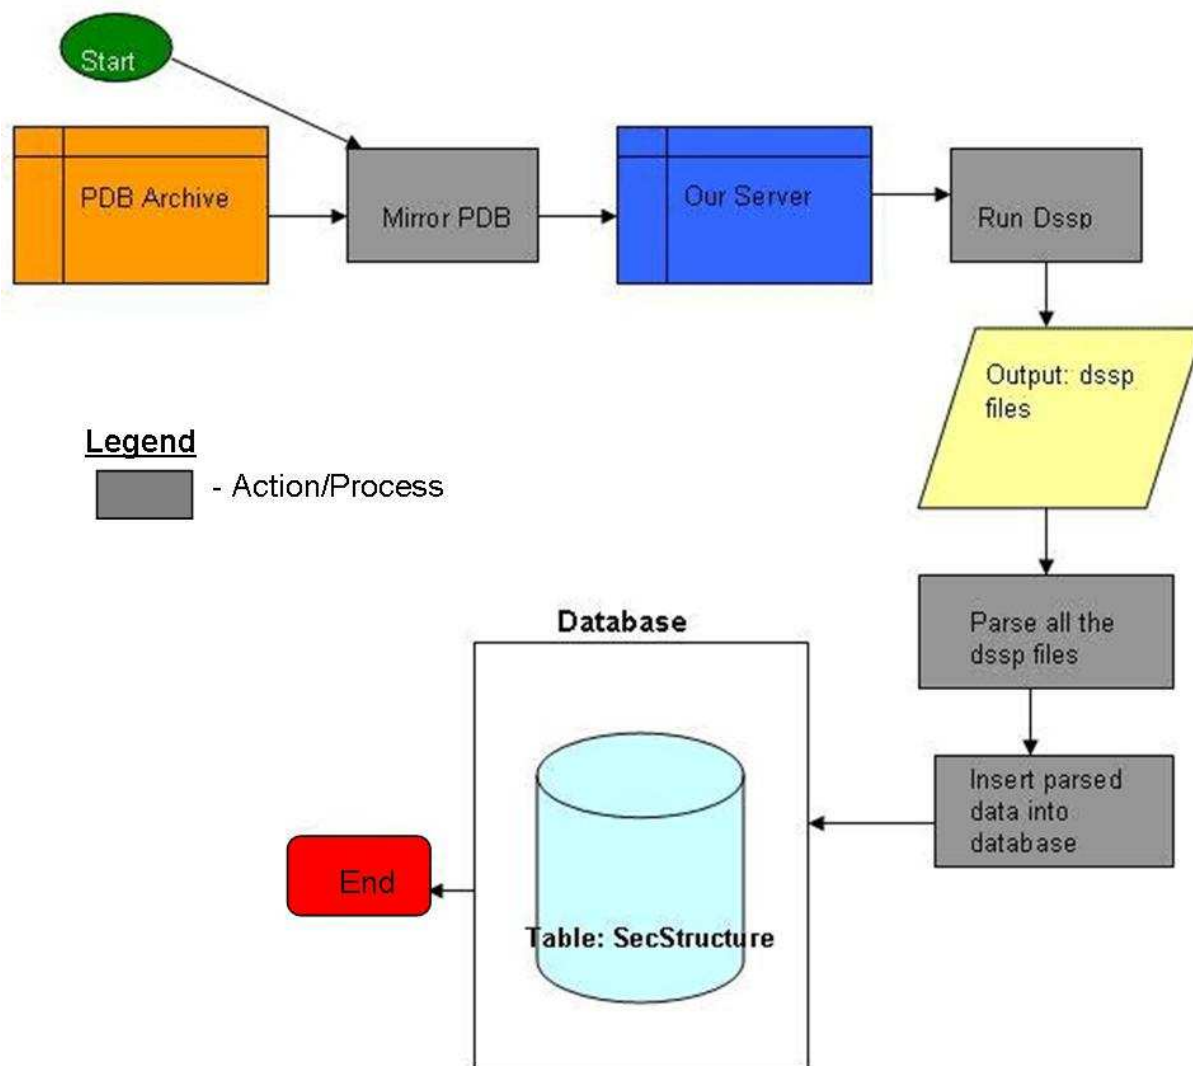 Start
PDB Archive
Mirror PDB
Our Server
Run Dssp
Output: dssp
files
Legend
- Action/Process
Parse all the
dssp files
Database
Insert parsed
data into
database
End
Table: SecStructure